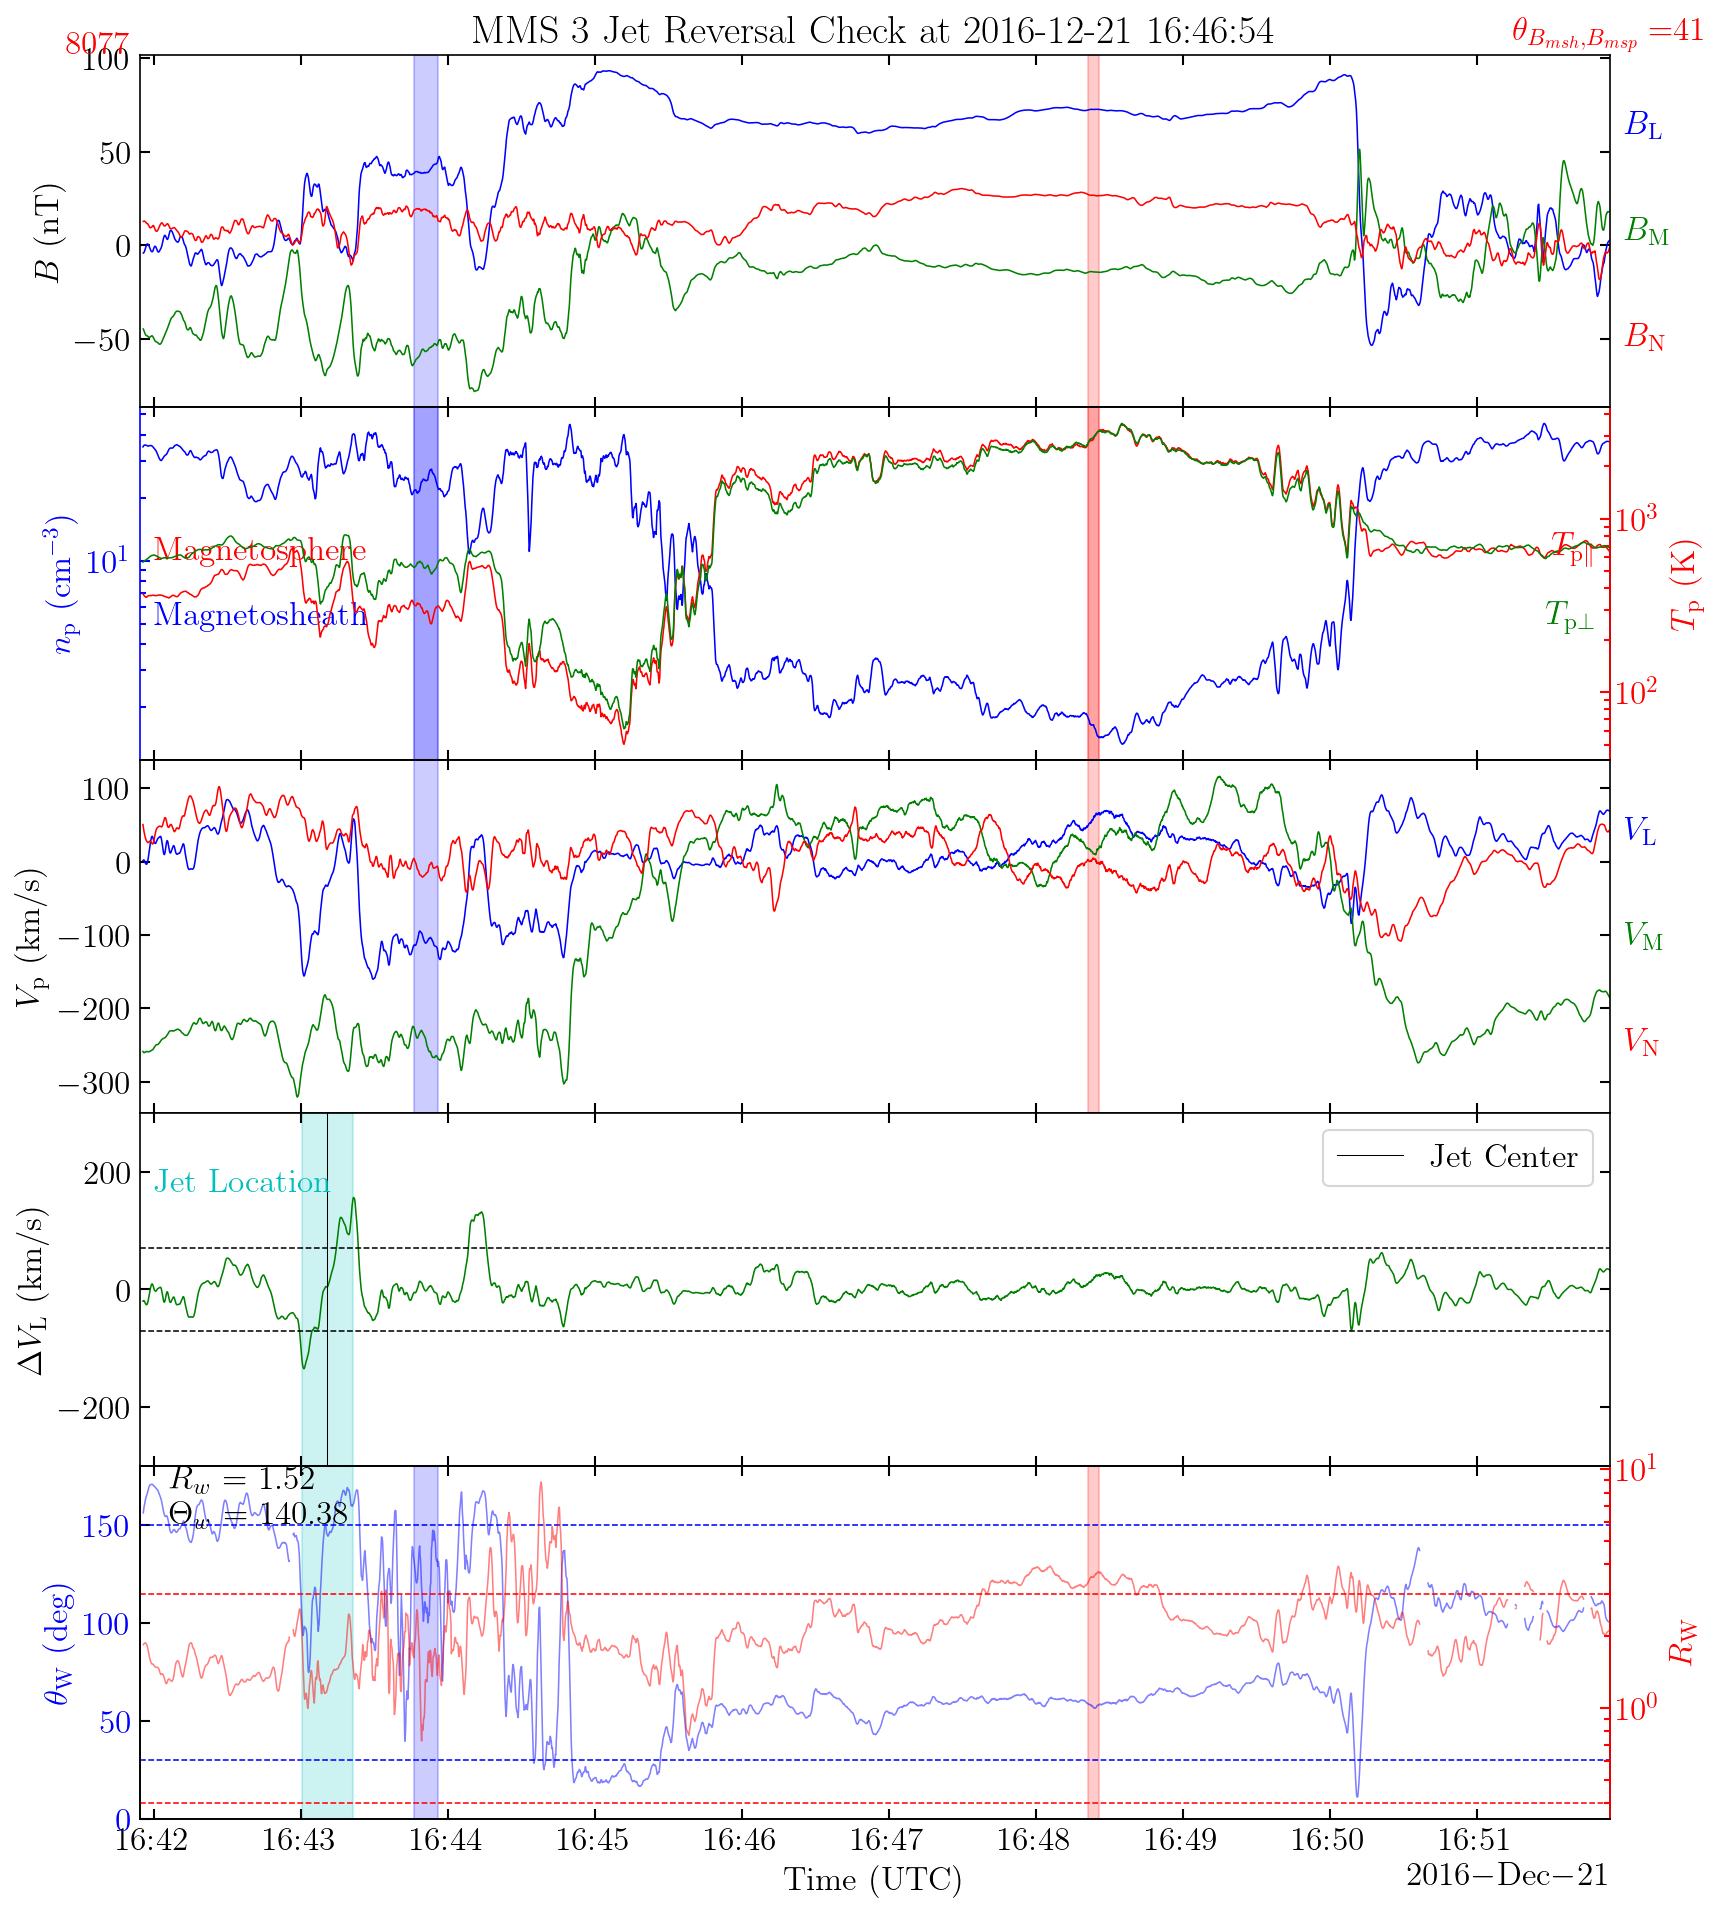 8077
MMS 3 Jet Reversal Check at 2016-12-21 16:46:54
θ_{B_{msh},B_{msp}} =41
100
50
0
−50
B (nT)
B_L
B_M
B_N
n_p (cm^{−3})
10^1
Magnetosphere
Magnetosheath
T_{p∥}
T_{p⊥}
10^3
10^2
T_p (K)
100
0
−100
−200
−300
V_p (km/s)
V_L
V_M
V_N
200
0
−200
ΔV_L (km/s)
Jet Location
Jet Center
R_w = 1.52
Θ_w = 140.38
150
100
50
0
θ_W (deg)
10^1
10^0
R_W
16:42 16:43 16:44 16:45 16:46 16:47 16:48 16:49 16:50 16:51
Time (UTC)
2016−Dec−21